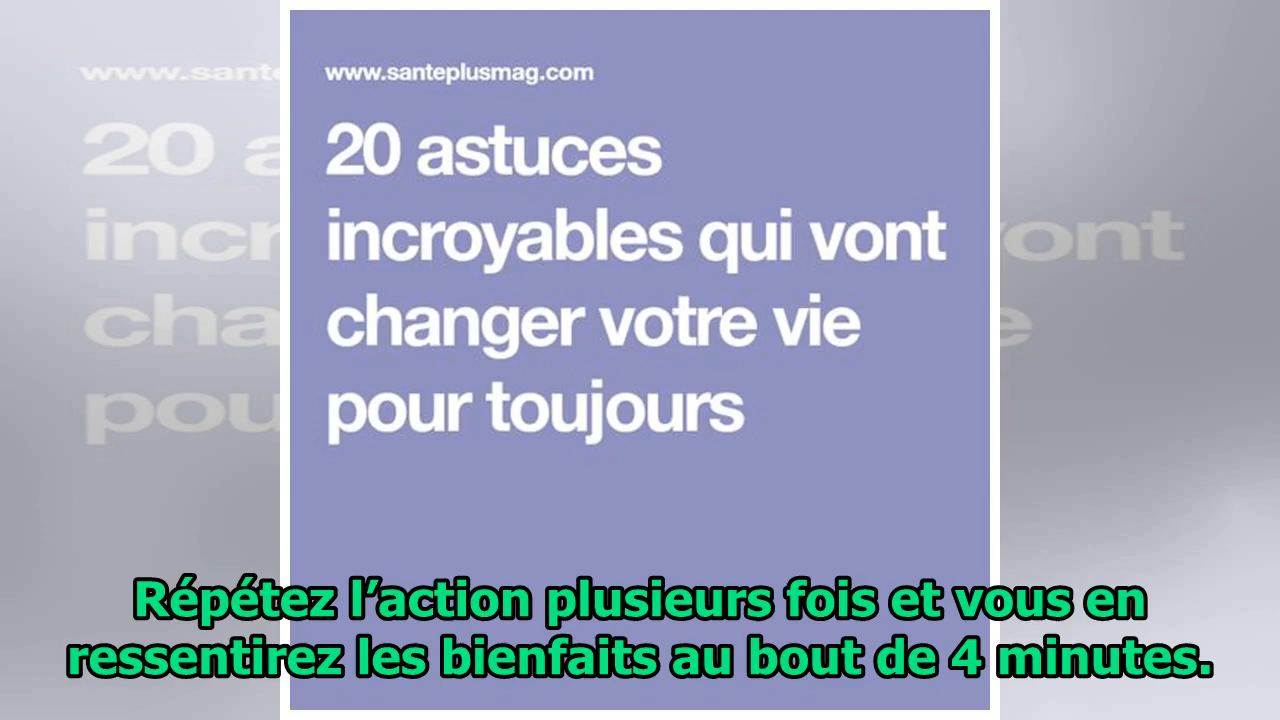 www.santeplusmag.com
20 astuces
incroyables qui vont
changer votre vie
pour toujours
Répétez l’action plusieurs fois et vous en
ressentirez les bienfaits au bout de 4 minutes.